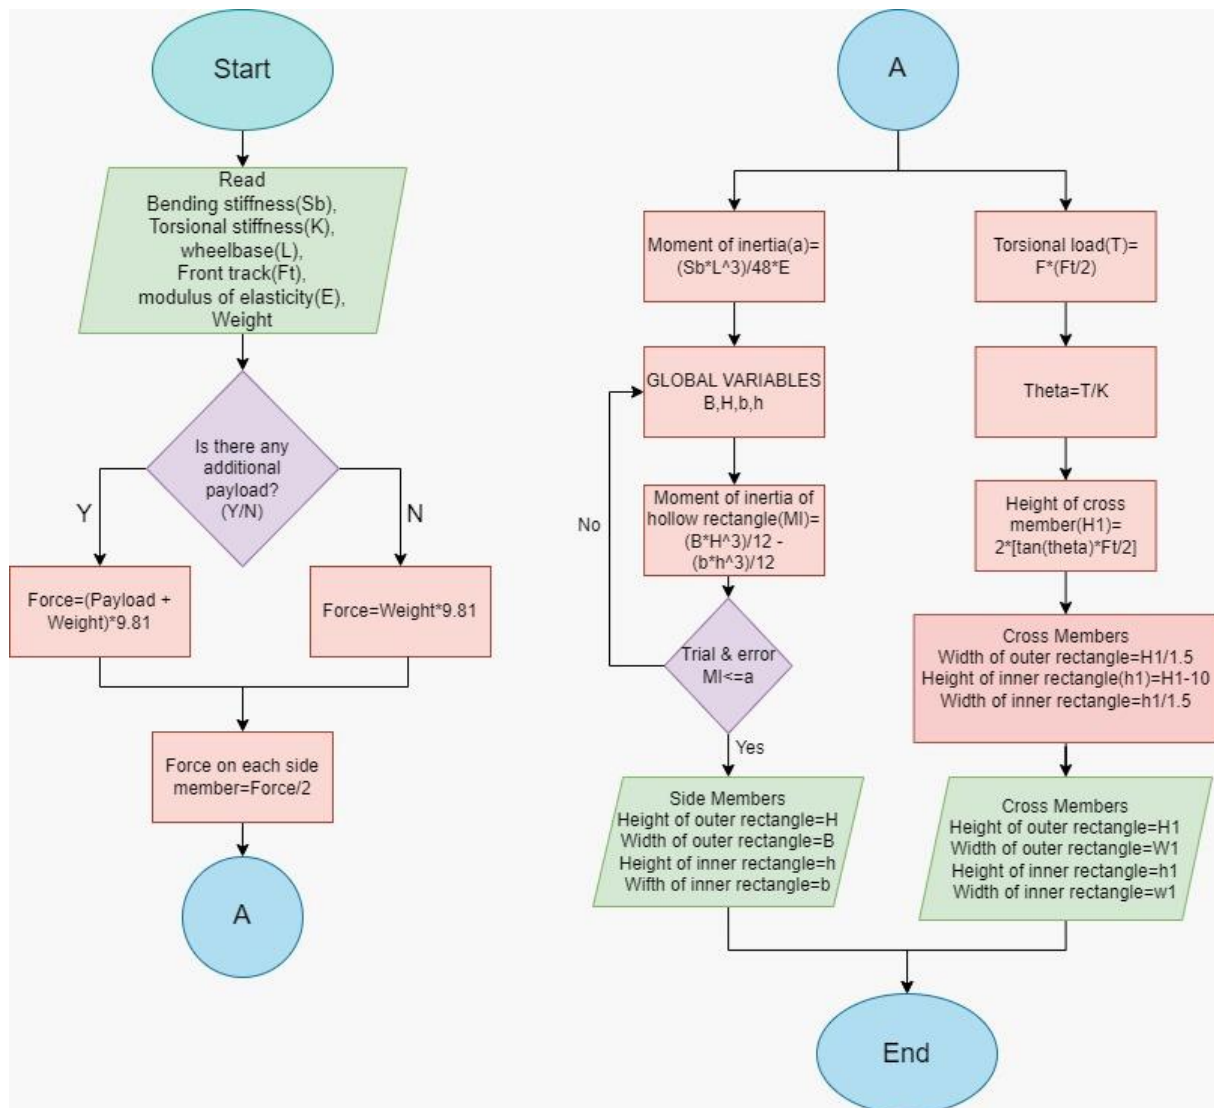 Start
Read
Bending stiffness(Sb),
Torsional stiffness(K),
wheelbase(L),
Front track(Ft),
modulus of elasticity(E),
Weight
Is there any
additional
payload?
(Y/N)
Y
N
Force=(Payload +
Weight)*9.81
Force=Weight*9.81
Force on each side
member=Force/2
A
A
Moment of inertia(a)=
(Sb*L^3)/48*E
GLOBAL VARIABLES
B,H,b,h
Moment of inertia of
hollow rectangle(MI)=
(B*H^3)/12 -
(b*h^3)/12
No
Trial & error
MI<=a
Yes
Side Members
Height of outer rectangle=H
Width of outer rectangle=B
Height of inner rectangle=h
Wifth of inner rectangle=b
Torsional load(T)=
F*(Ft/2)
Theta=T/K
Height of cross
member(H1)=
2*[tan(theta)*Ft/2]
Cross Members
Width of outer rectangle=H1/1.5
Height of inner rectangle(h1)=H1-10
Width of inner rectangle=h1/1.5
Cross Members
Height of outer rectangle=H1
Width of outer rectangle=W1
Height of inner rectangle=h1
Width of inner rectangle=w1
End